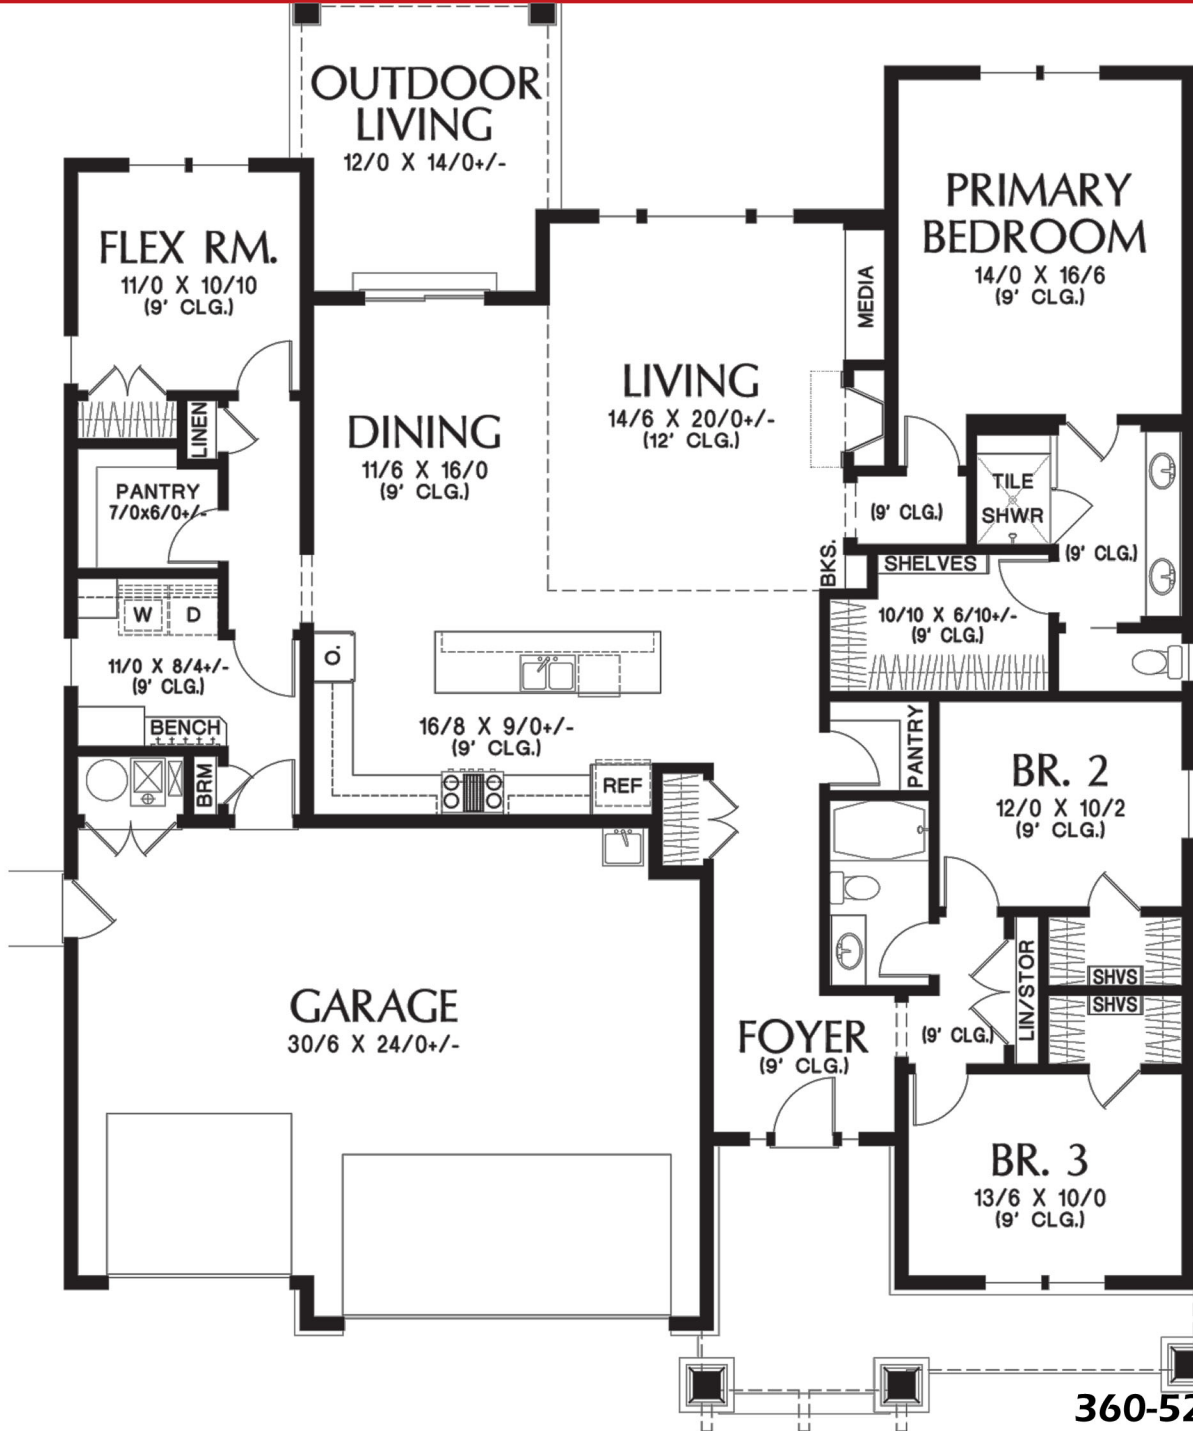 OUTDOOR
LIVING
12/0 X 14/0+/-
PRIMARY
BEDROOM
14/0 X 16/6
(9' CLG.)
FLEX RM.
11/0 X 10/10
(9' CLG.)
MEDIA
LIVING
14/6 X 20/0+/-
(12' CLG.)
DINING
11/6 X 16/0
(9' CLG.)
LINEN
PANTRY
7/0x6/0+/-
TILE
SHWR
(9' CLG.)
(9' CLG.)
BKS.
SHELVES
10/10 X 6/10+/-
(9' CLG.)
W
D
11/0 X 8/4+/-
(9' CLG.)
O.
BENCH
16/8 X 9/0+/-
(9' CLG.)
PANTRY
BRM
REF
BR. 2
12/0 X 10/2
(9' CLG.)
GARAGE
30/6 X 24/0+/-
FOYER
(9' CLG.)
(9' CLG.)
LIN/STOR
SHVS
SHVS
BR. 3
13/6 X 10/0
(9' CLG.)
360-52